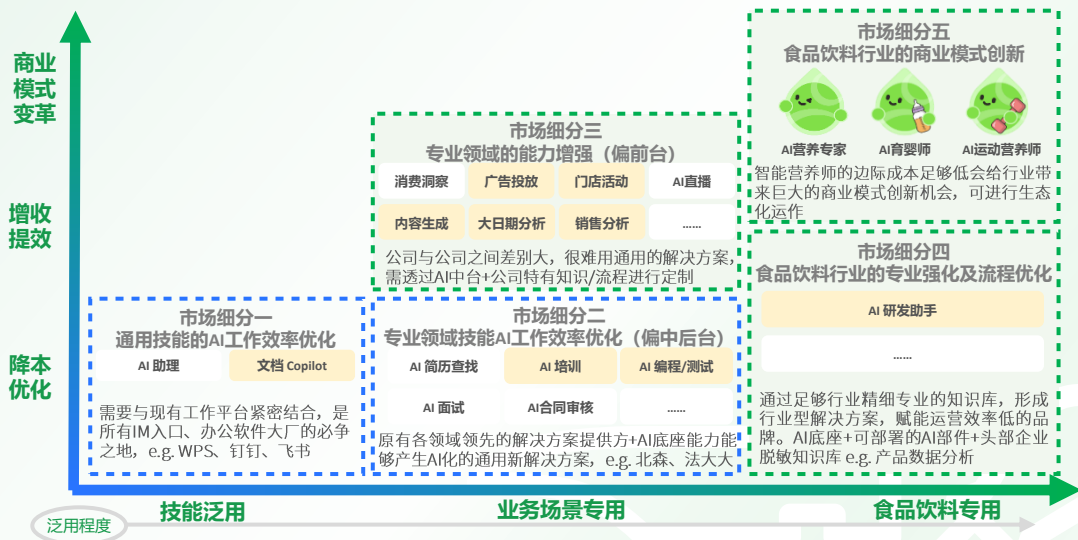 商业
模式
变革
增收
提效
降本
优化
市场细分五
食品饮料行业的商业模式创新
AI营养专家
AI育婴师
AI运动营养师
智能营养师的边际成本足够低会给行业带
来巨大的商业模式创新机会，可进行生态
化运作
市场细分三
专业领域的能力增强（偏前台）
消费洞察
广告投放
门店活动
AI直播
内容生成
大日期分析
销售分析
……
公司与公司之间差别大，很难用通用的解决方案，
需透过AI中台+公司特有知识/流程进行定制
市场细分四
食品饮料行业的专业强化及流程优化
AI 研发助手
……
通过足够行业精细专业的知识库，形成
行业型解决方案，赋能运营效率低的品
牌。AI底座+可部署的AI部件+头部企业
脱敏知识库 e.g. 产品数据分析
市场细分一
通用技能的AI工作效率优化
AI 助理
文档 Copilot
需要与现有工作平台紧密结合，是
所有IM入口、办公软件大厂的必争
之地，e.g. WPS、钉钉、飞书
市场细分二
专业领域技能AI工作效率优化（偏中后台）
AI 简历查找
AI 培训
AI 编程/测试
AI 面试
AI合同审核
……
原有各领域领先的解决方案提供方+AI底座能力能
够产生AI化的通用新解决方案，e.g. 北森、法大大
技能泛用
业务场景专用
食品饮料专用
泛用程度